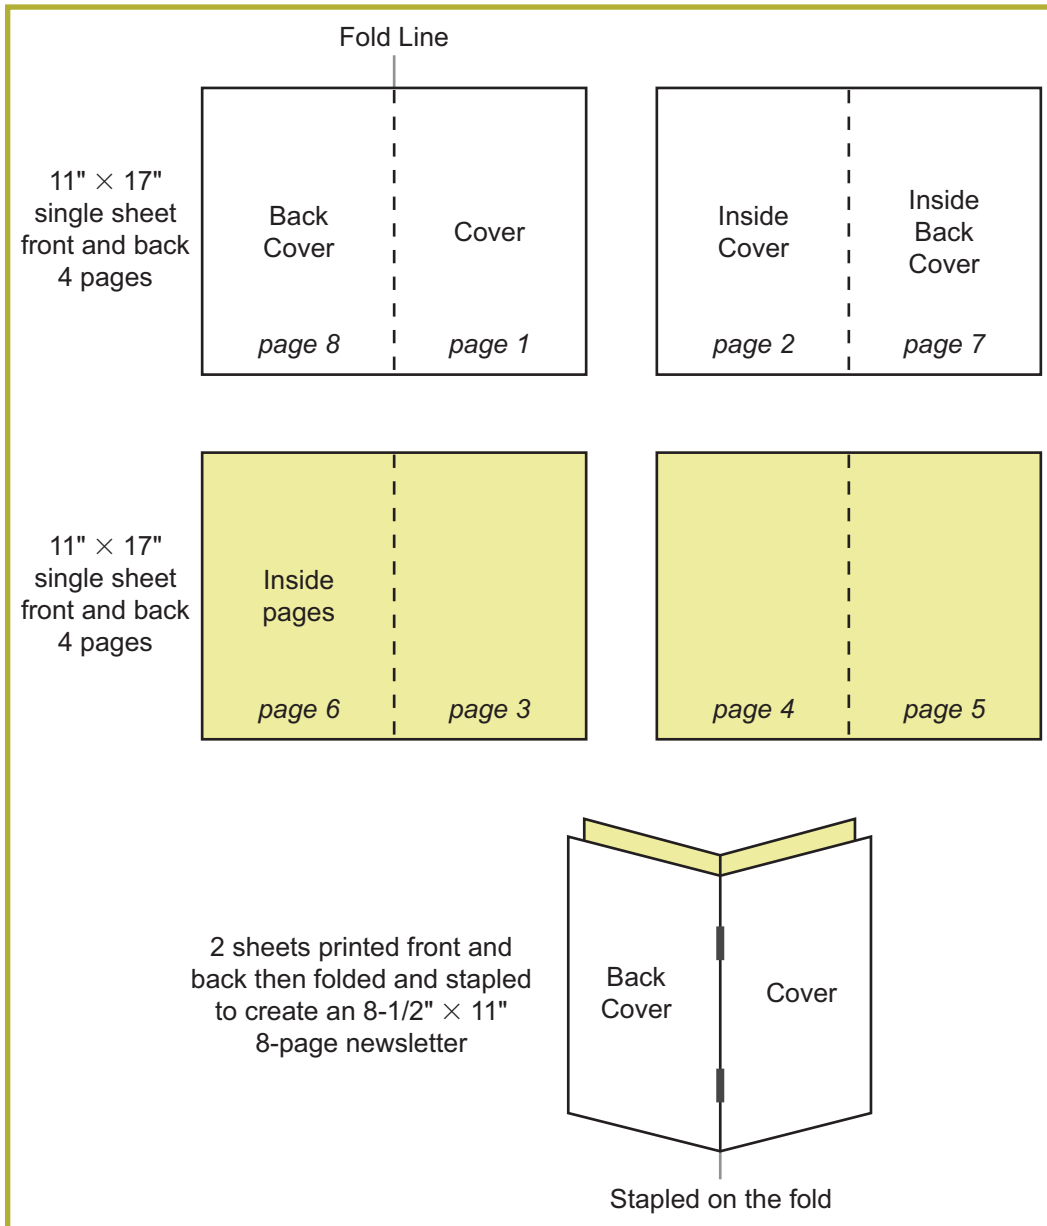 Fold Line
11" × 17"
single sheet
front and back
4 pages
Back
Cover
page 8
Cover
page 1
Inside
Cover
page 2
Inside
Back
Cover
page 7
11" × 17"
single sheet
front and back
4 pages
Inside
pages
page 6
page 3
page 4
page 5
2 sheets printed front and
back then folded and stapled
to create an 8-1/2" × 11"
8-page newsletter
Back
Cover
Cover
Stapled on the fold